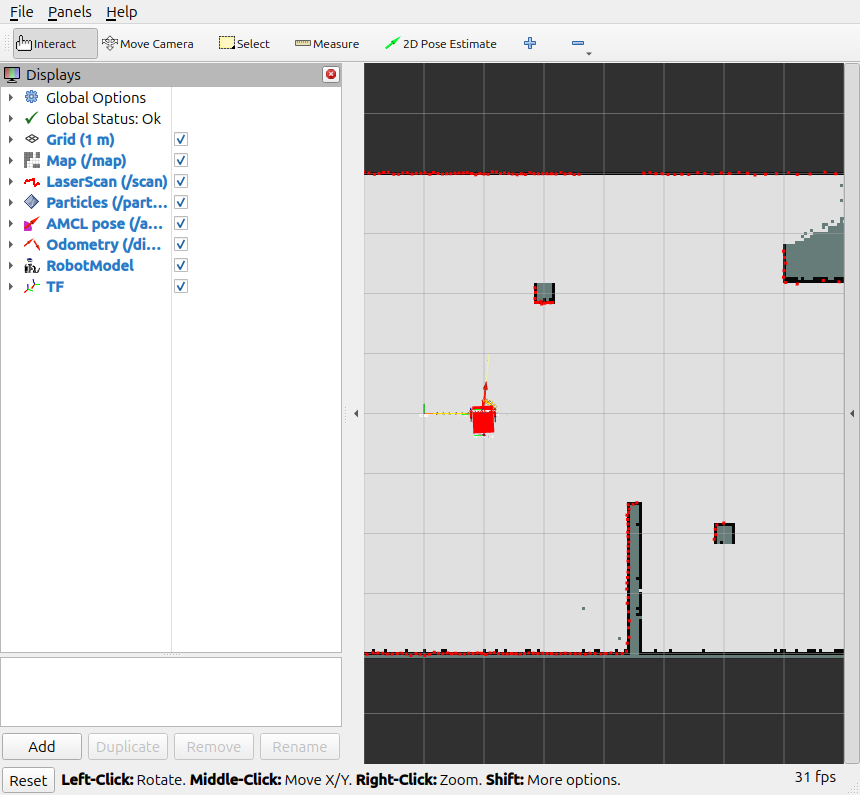 File Panels Help
Interact Move Camera Select Measure 2D Pose Estimate
Displays
Global Options
Global Status: Ok
Grid (1 m)
Map (/map)
LaserScan (/scan)
Particles (/part...
AMCL pose (/a...
Odometry (/di...
RobotModel
TF
Add Duplicate Remove Rename
Reset Left-Click: Rotate. Middle-Click: Move X/Y. Right-Click: Zoom. Shift: More options. 31 fps